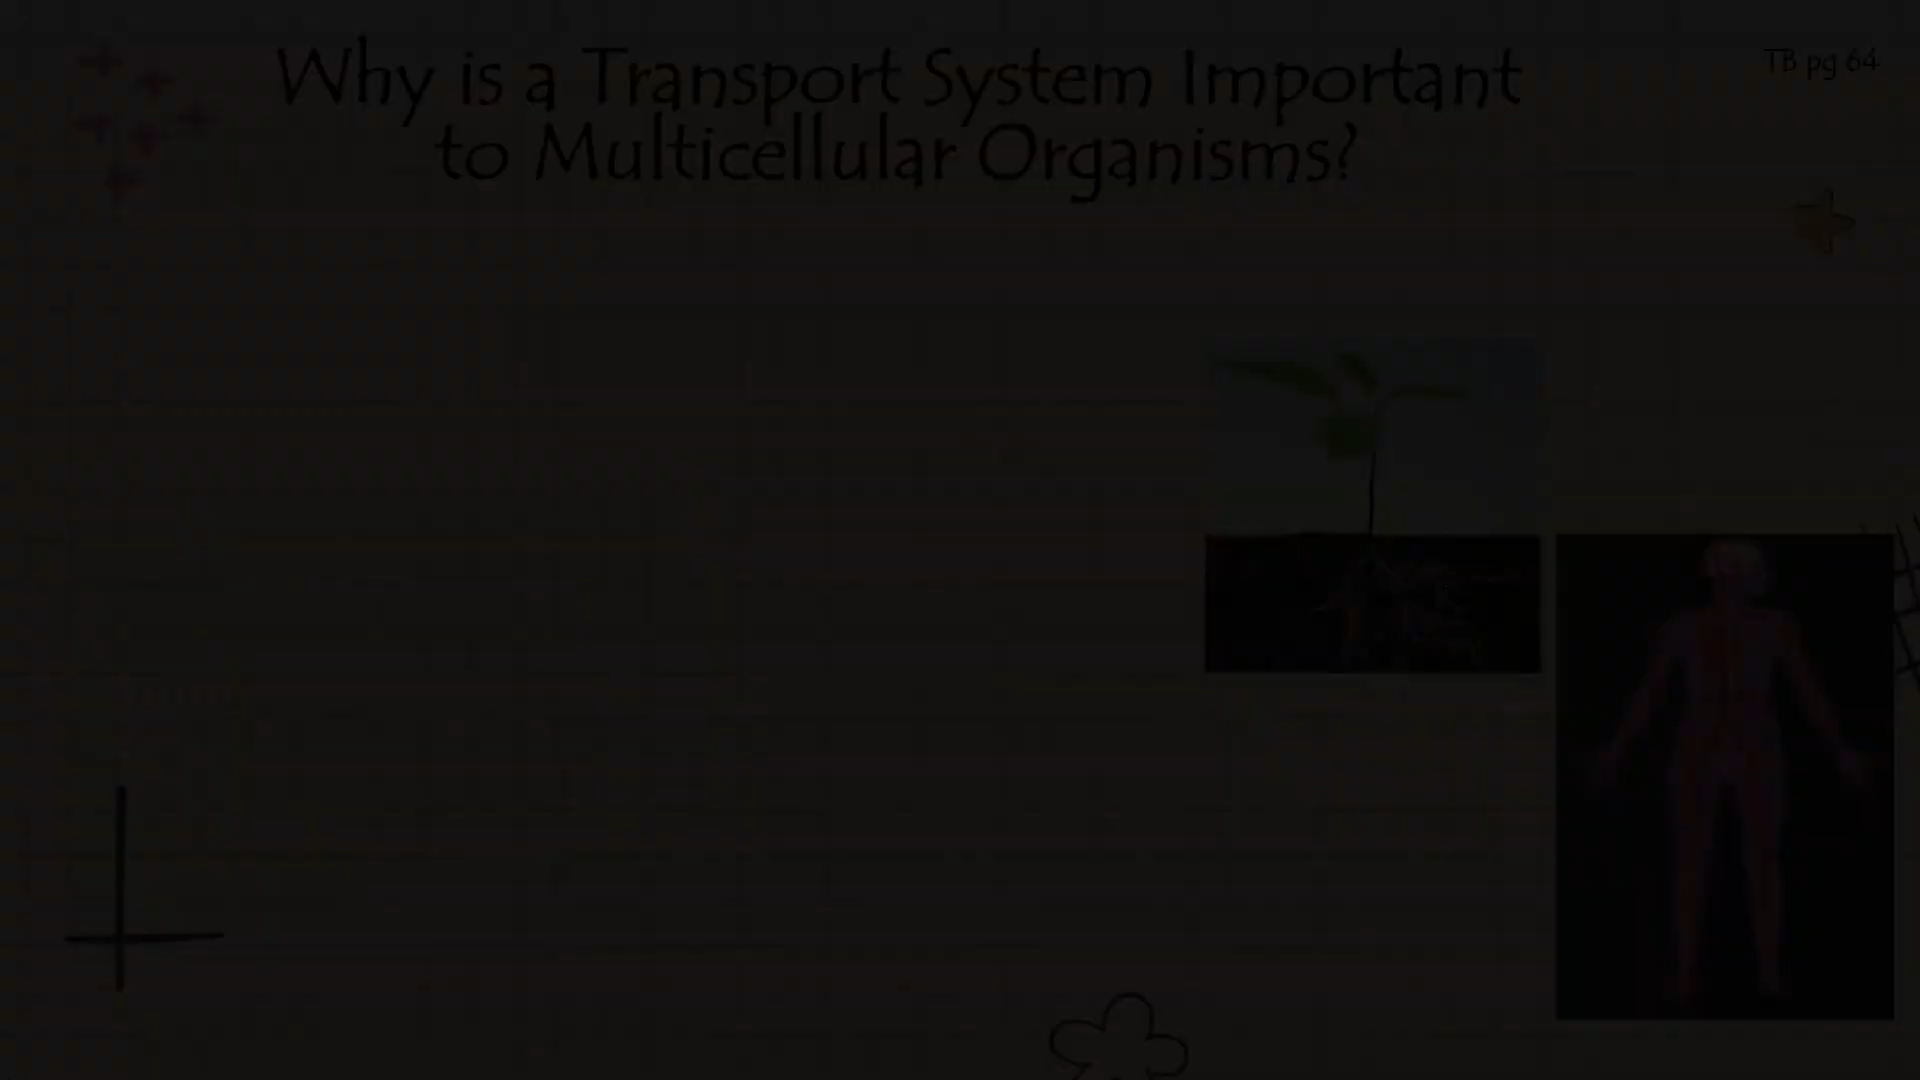 Why is a Transport System Important
to Multicellular Organisms?
TB pg 64